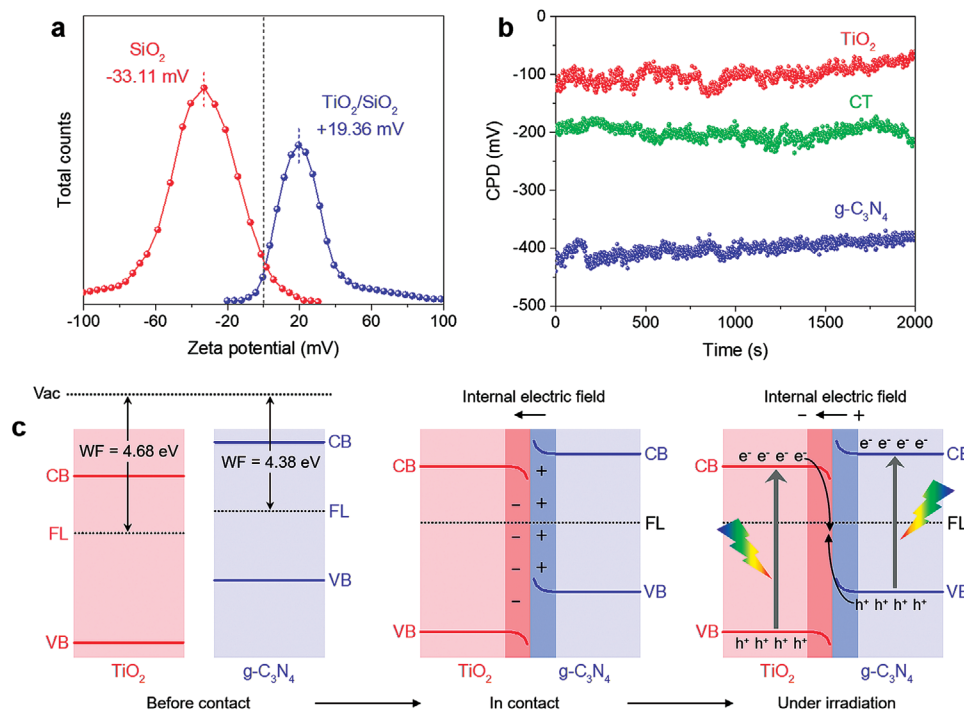 a
SiO2
-33.11 mV
TiO2/SiO2
+19.36 mV
Total counts
-100 -60 -20 20 60 100
Zeta potential (mV)
b
0
-100
-200
-300
-400
-500
CPD (mV)
TiO2
CT
g-C3N4
0 500 1000 1500 2000
Time (s)
c
Vac
WF = 4.68 eV
WF = 4.38 eV
CB
CB
FL
FL
VB
VB
TiO2
g-C3N4
Before contact
Internal electric field
CB
CB
FL
VB
VB
− − − − −
+ + + +
TiO2
g-C3N4
In contact
Internal electric field
− +
CB
e- e- e- e-
e- e- e- e-
CB
FL
VB
h+ h+ h+ h+
h+ h+ h+ h+
VB
TiO2
g-C3N4
Under irradiation